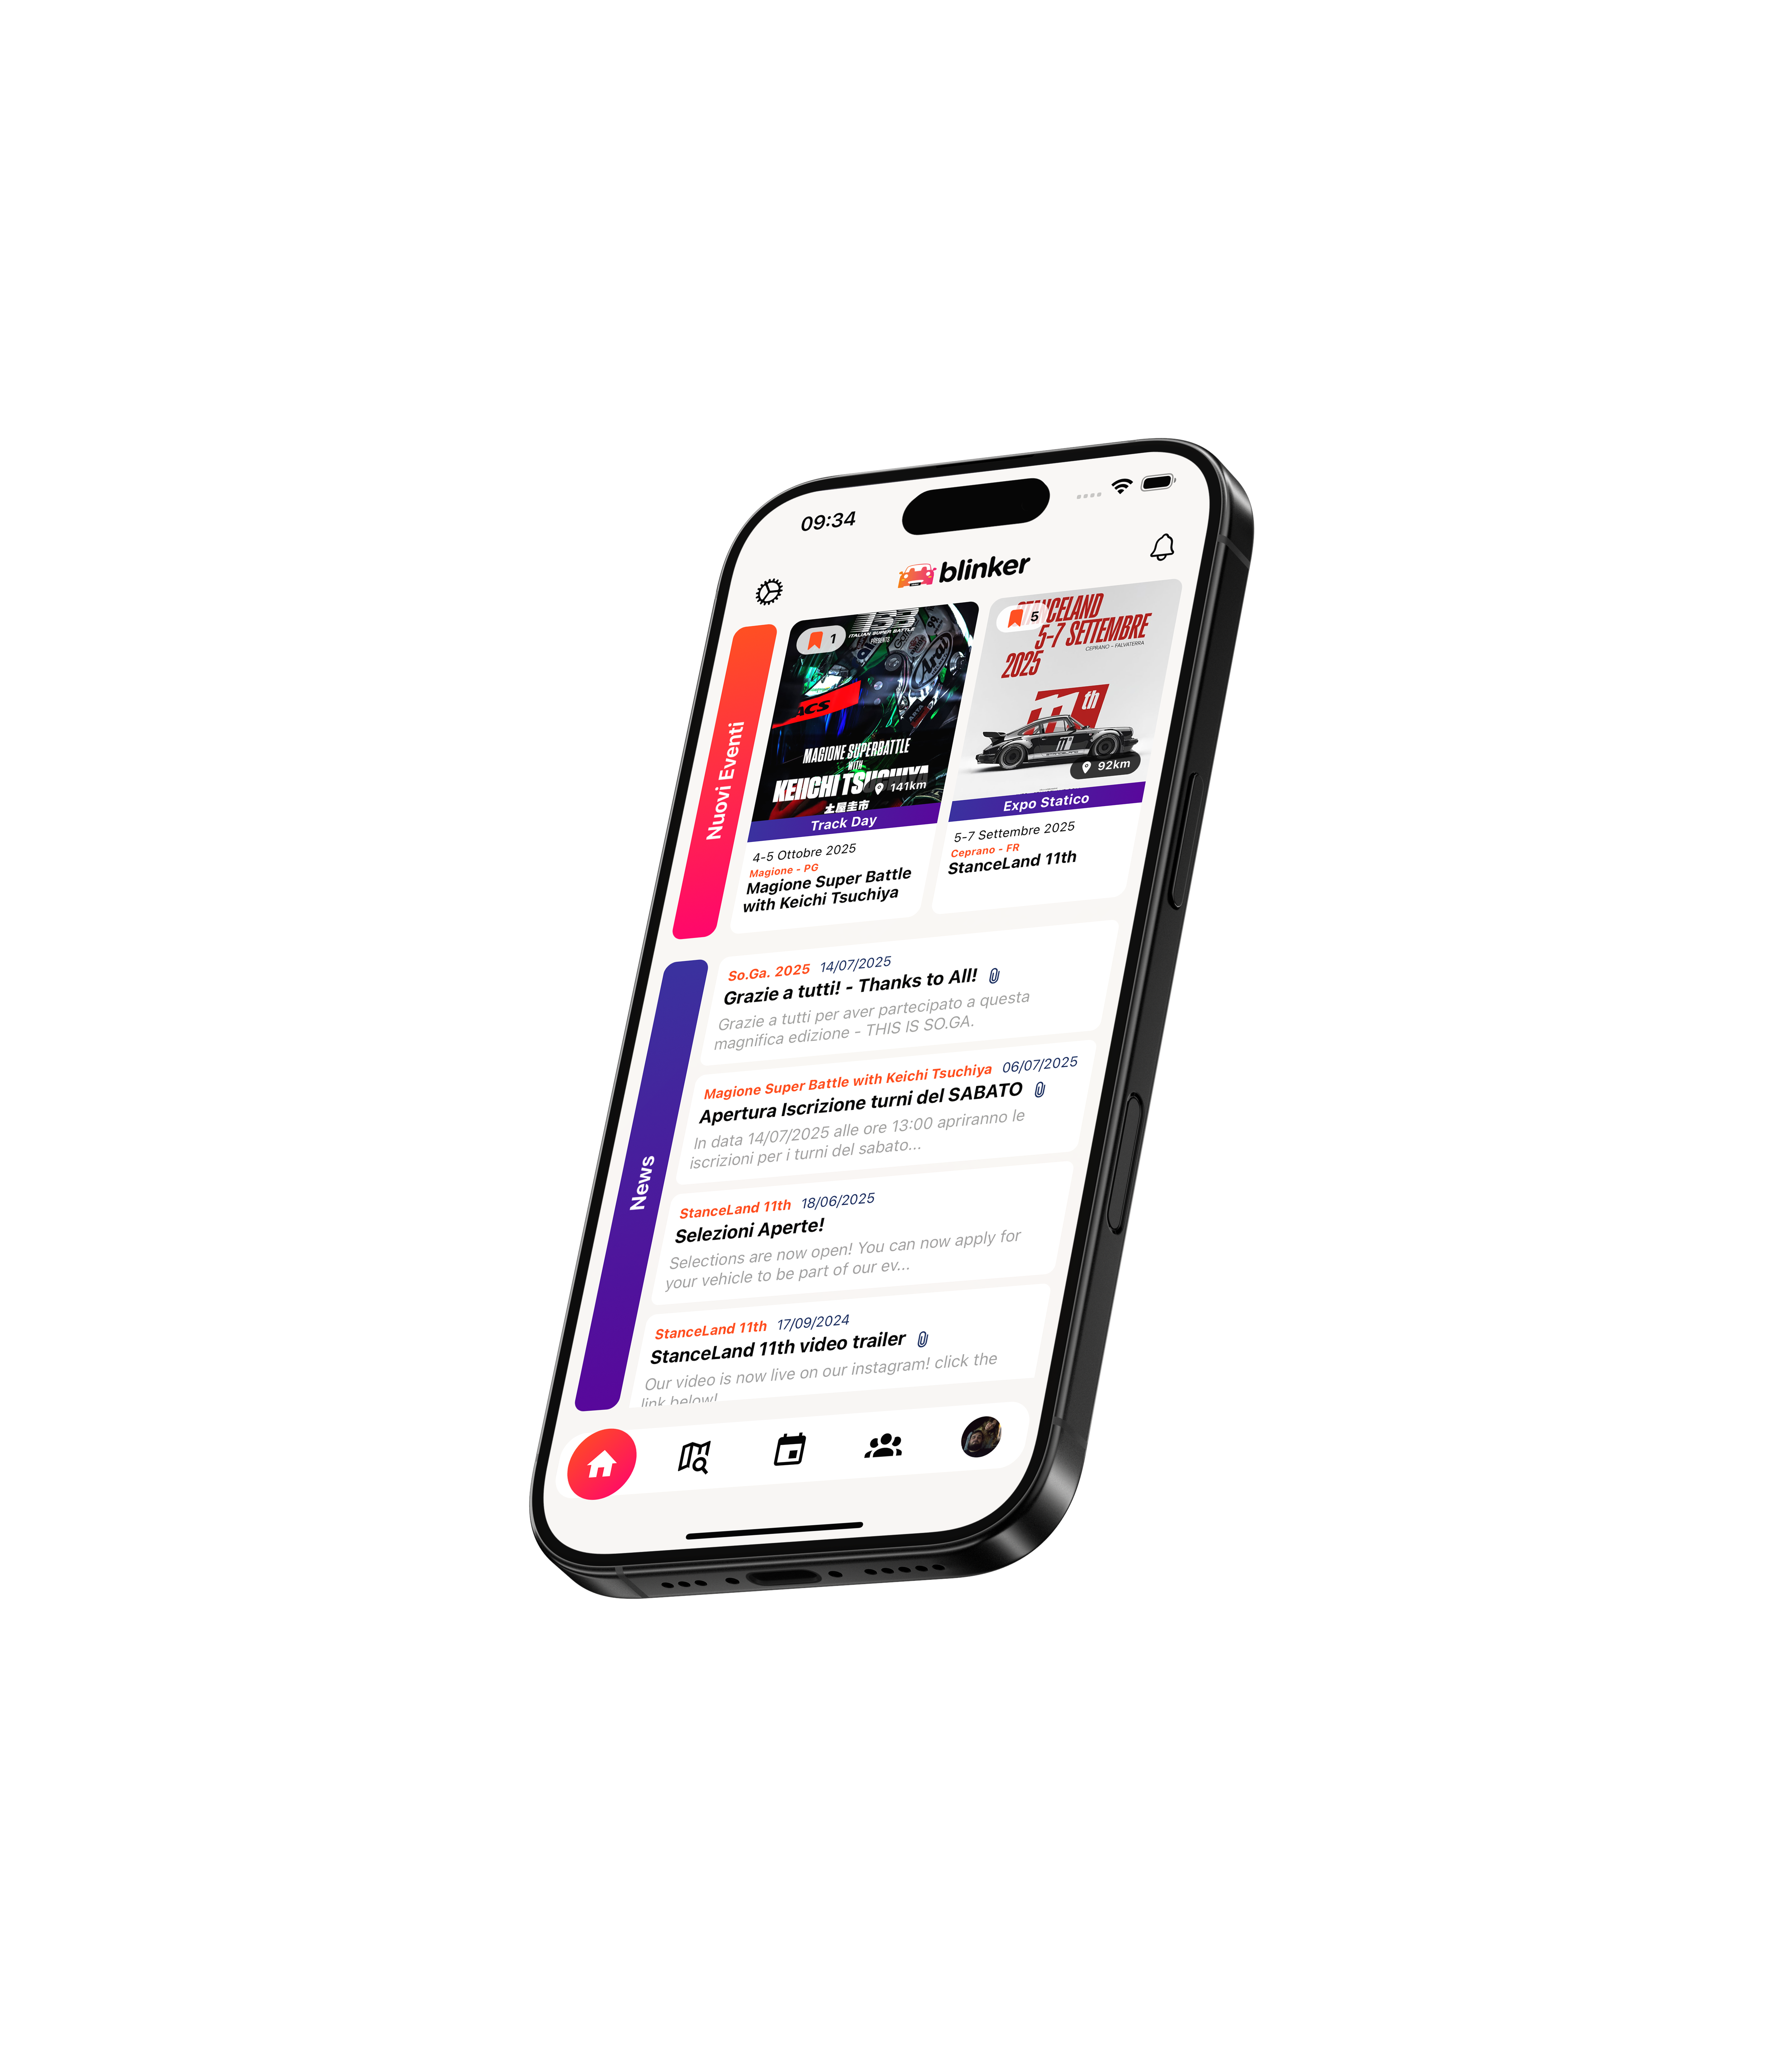 09:34
blinker
Nuovi Eventi
1
ITALIAN SUPER BATTLE
PRESENTS
Arai
ACS
MAGIONE SUPERBATTLE
WITH
KEIICHI TSUCHIYA
土屋圭市
141km
Track Day
4-5 Ottobre 2025
Magione - PG
Magione Super Battle
with Keichi Tsuchiya
5
STANCELAND
5-7 SETTEMBRE
2025
CEPRANO - FALVATERRA
11th
92km
Expo Statico
5-7 Settembre 2025
Ceprano - FR
StanceLand 11th
News
So.Ga. 2025 14/07/2025
Grazie a tutti! - Thanks to All!
Grazie a tutti per aver partecipato a questa
magnifica edizione - THIS IS SO.GA.
Magione Super Battle with Keichi Tsuchiya 06/07/2025
Apertura Iscrizione turni del SABATO
In data 14/07/2025 alle ore 13:00 apriranno le
iscrizioni per i turni del sabato...
StanceLand 11th 18/06/2025
Selezioni Aperte!
Selections are now open! You can now apply for
your vehicle to be part of our ev...
StanceLand 11th 17/09/2024
StanceLand 11th video trailer
Our video is now live on our instagram! click the
link below!